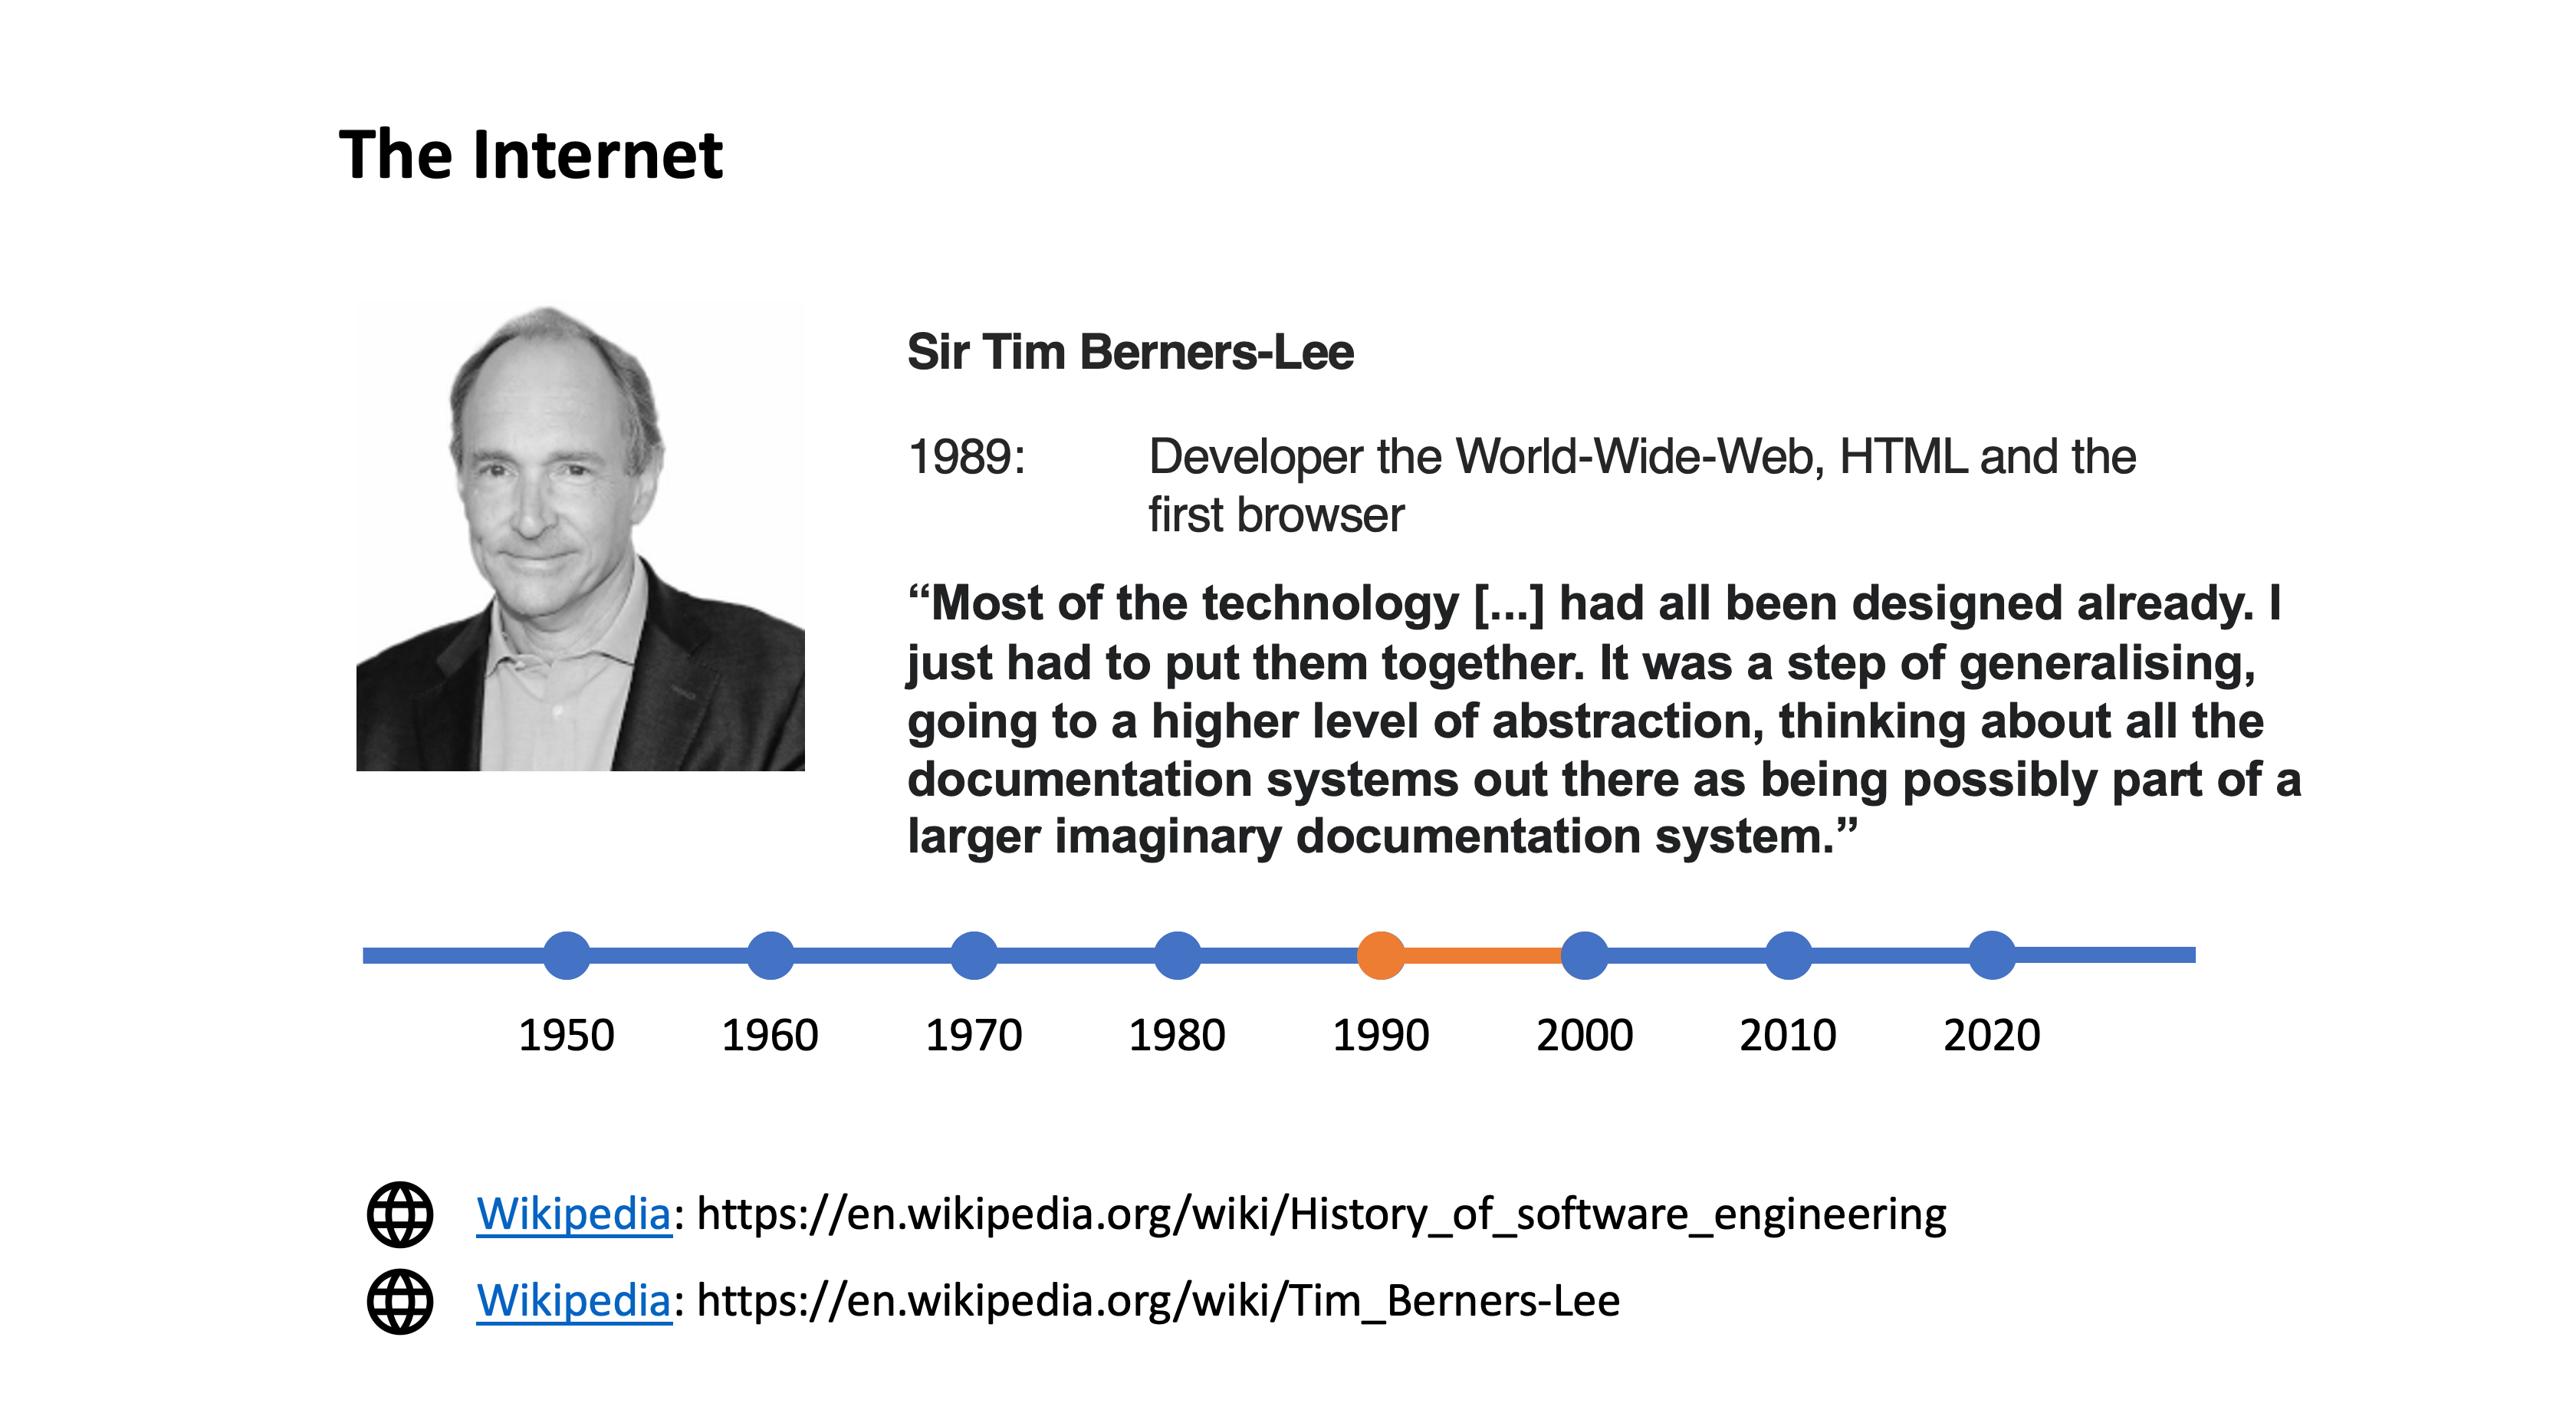 The Internet
Sir Tim Berners-Lee
1989: Developer the World-Wide-Web, HTML and the
first browser
“Most of the technology [...] had all been designed already. I
just had to put them together. It was a step of generalising,
going to a higher level of abstraction, thinking about all the
documentation systems out there as being possibly part of a
larger imaginary documentation system.”
1950 1960 1970 1980 1990 2000 2010 2020
Wikipedia: https://en.wikipedia.org/wiki/History_of_software_engineering
Wikipedia: https://en.wikipedia.org/wiki/Tim_Berners-Lee